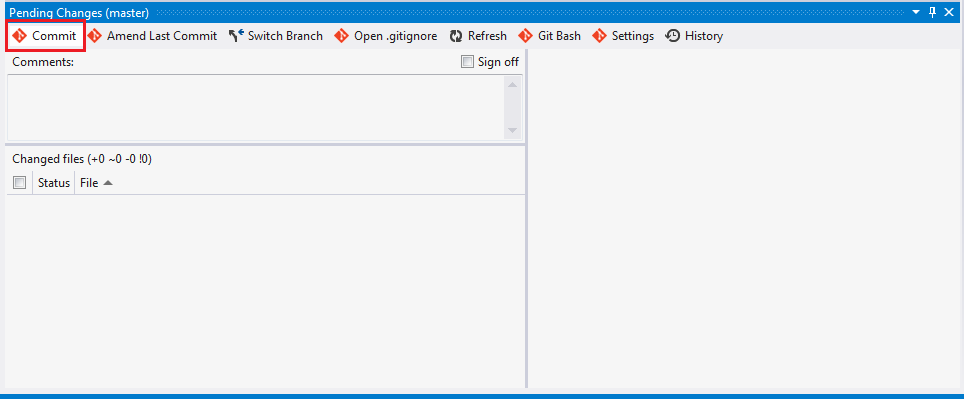 Pending Changes (master)
Commit Amend Last Commit Switch Branch Open .gitignore Refresh Git Bash Settings History
Comments: Sign off
Changed files (+0 ~0 -0 !0)
Status File